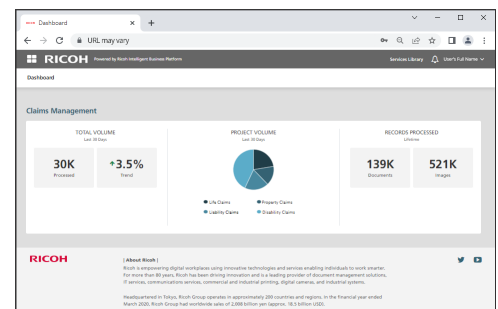 RICOH Dashboard
URL may vary
RICOH Powered by Ricoh Intelligent Business Platform
Services Library User's Full Name
Dashboard
Claims Management
TOTAL VOLUME
Last 30 Days
30K
Processed
3.5%
Trend
PROJECT VOLUME
Last 30 Days
Life Claims
Property Claims
Liability Claims
Disability Claims
RECORDS PROCESSED
Lifetime
139K
Documents
521K
Images
RICOH
| About Ricoh |
Ricoh is empowering digital workplaces using innovative technologies and services enabling individuals to work smarter.
For more than 80 years, Ricoh has been driving innovation and is a leading provider of document management solutions,
IT services, communications services, commercial and industrial printing, digital cameras, and industrial systems.
Headquartered in Tokyo, Ricoh Group operates in approximately 200 countries and regions. In the financial year ended
March 2020, Ricoh Group had worldwide sales of 2,008 billion yen (approx. 18.5 billion USD).